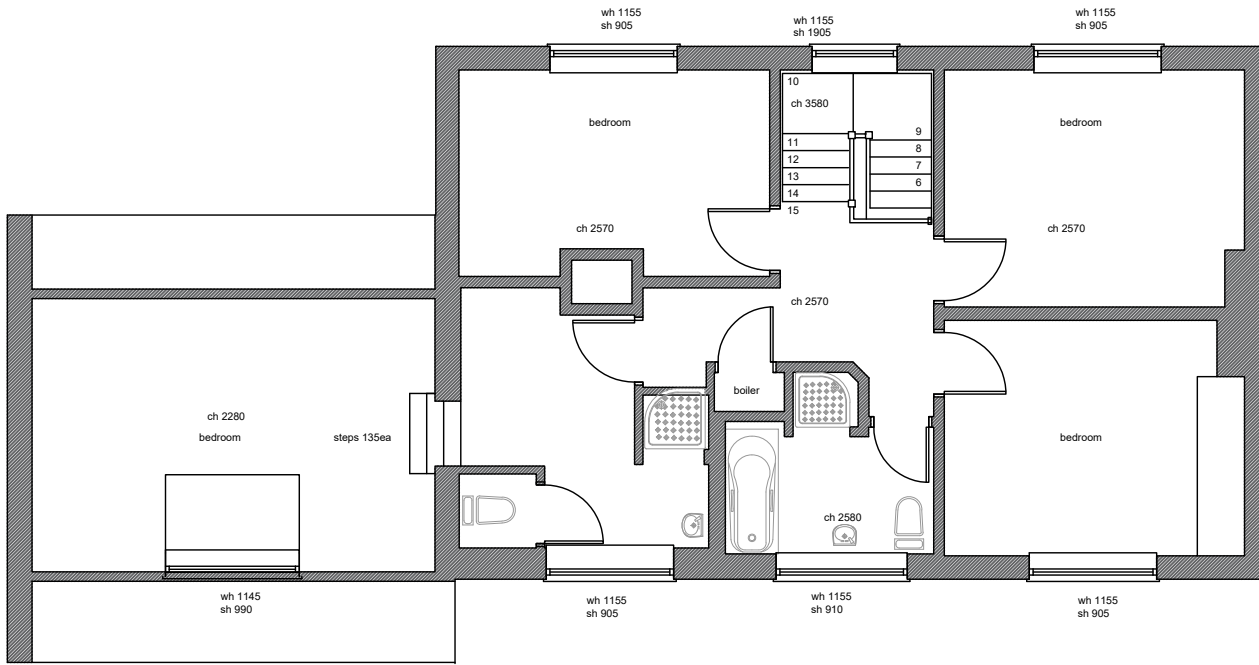 wh 1155
sh 905
wh 1155
sh 1905
wh 1155
sh 905
bedroom
10
ch 3580
9
8
7
6
11
12
13
14
15
bedroom
ch 2570
ch 2570
ch 2570
boiler
ch 2280
bedroom
steps 135ea
bedroom
ch 2580
wh 1145
sh 990
wh 1155
sh 905
wh 1155
sh 910
wh 1155
sh 905